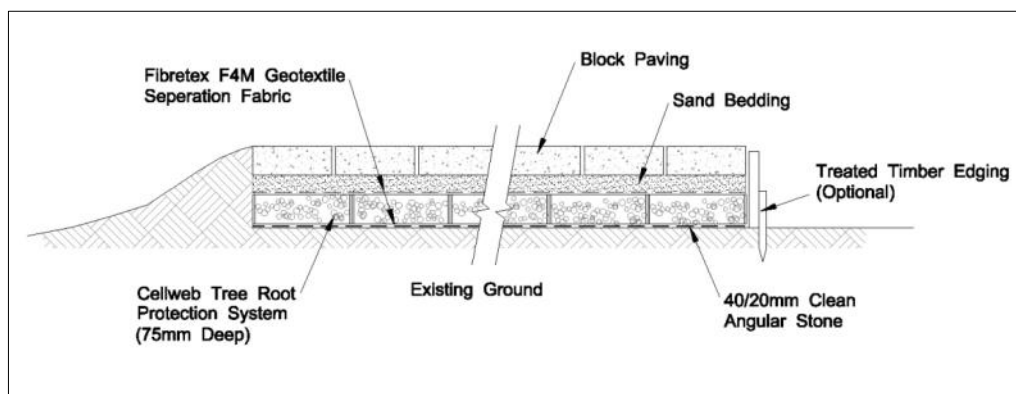 Fibretex F4M Geotextile
Seperation Fabric
Block Paving
Sand Bedding
Treated Timber Edging
(Optional)
Cellweb Tree Root
Protection System
(75mm Deep)
Existing Ground
40/20mm Clean
Angular Stone